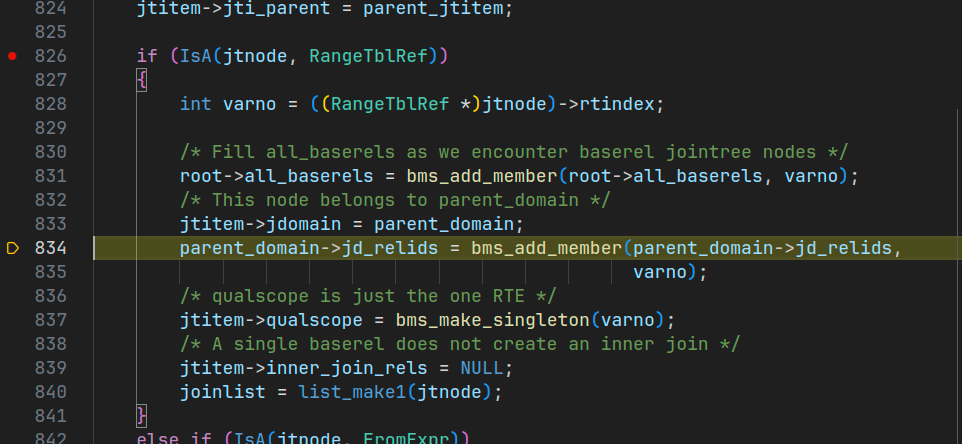 824 jtitem->jti_parent = parent_jtitem;
825
826 if (IsA(jtnode, RangeTblRef))
827 {
828 int varno = ((RangeTblRef *)jtnode)->rtindex;
829
830 /* Fill all_baserels as we encounter baserel jointree nodes */
831 root->all_baserels = bms_add_member(root->all_baserels, varno);
832 /* This node belongs to parent_domain */
833 jtitem->jdomain = parent_domain;
834 parent_domain->jd_relids = bms_add_member(parent_domain->jd_relids,
835 varno);
836 /* qualscope is just the one RTE */
837 jtitem->qualscope = bms_make_singleton(varno);
838 /* A single baserel does not create an inner join */
839 jtitem->inner_join_rels = NULL;
840 joinlist = list_make1(jtnode);
841 }
842 else if (IsA(jtnode, FromExpr))